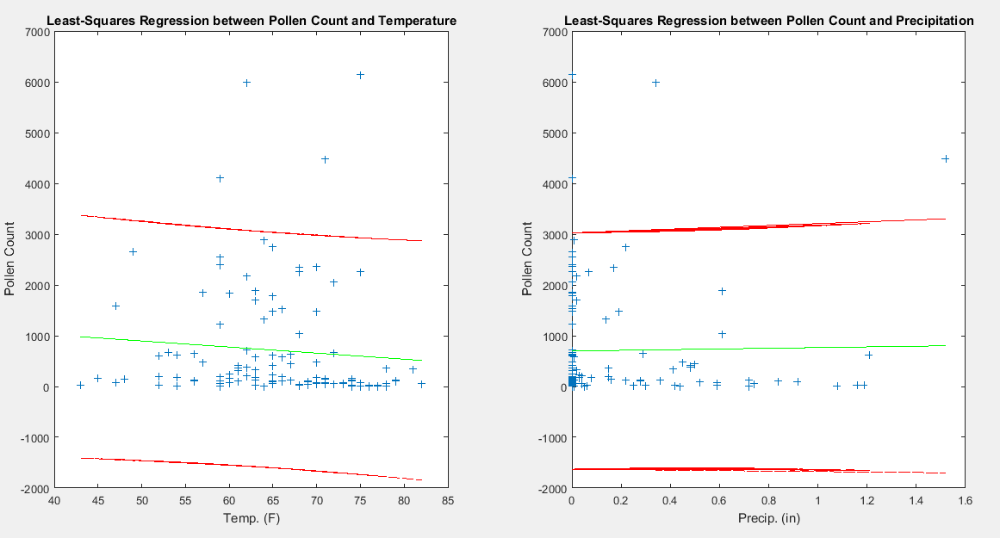 Least-Squares Regression between Pollen Count and Temperature
7000
6000
5000
4000
3000
2000
1000
0
-1000
-2000
Pollen Count
40 45 50 55 60 65 70 75 80 85
Temp. (F)
Least-Squares Regression between Pollen Count and Precipitation
7000
6000
5000
4000
3000
2000
1000
0
-1000
-2000
Pollen Count
0 0.2 0.4 0.6 0.8 1 1.2 1.4 1.6
Precip. (in)